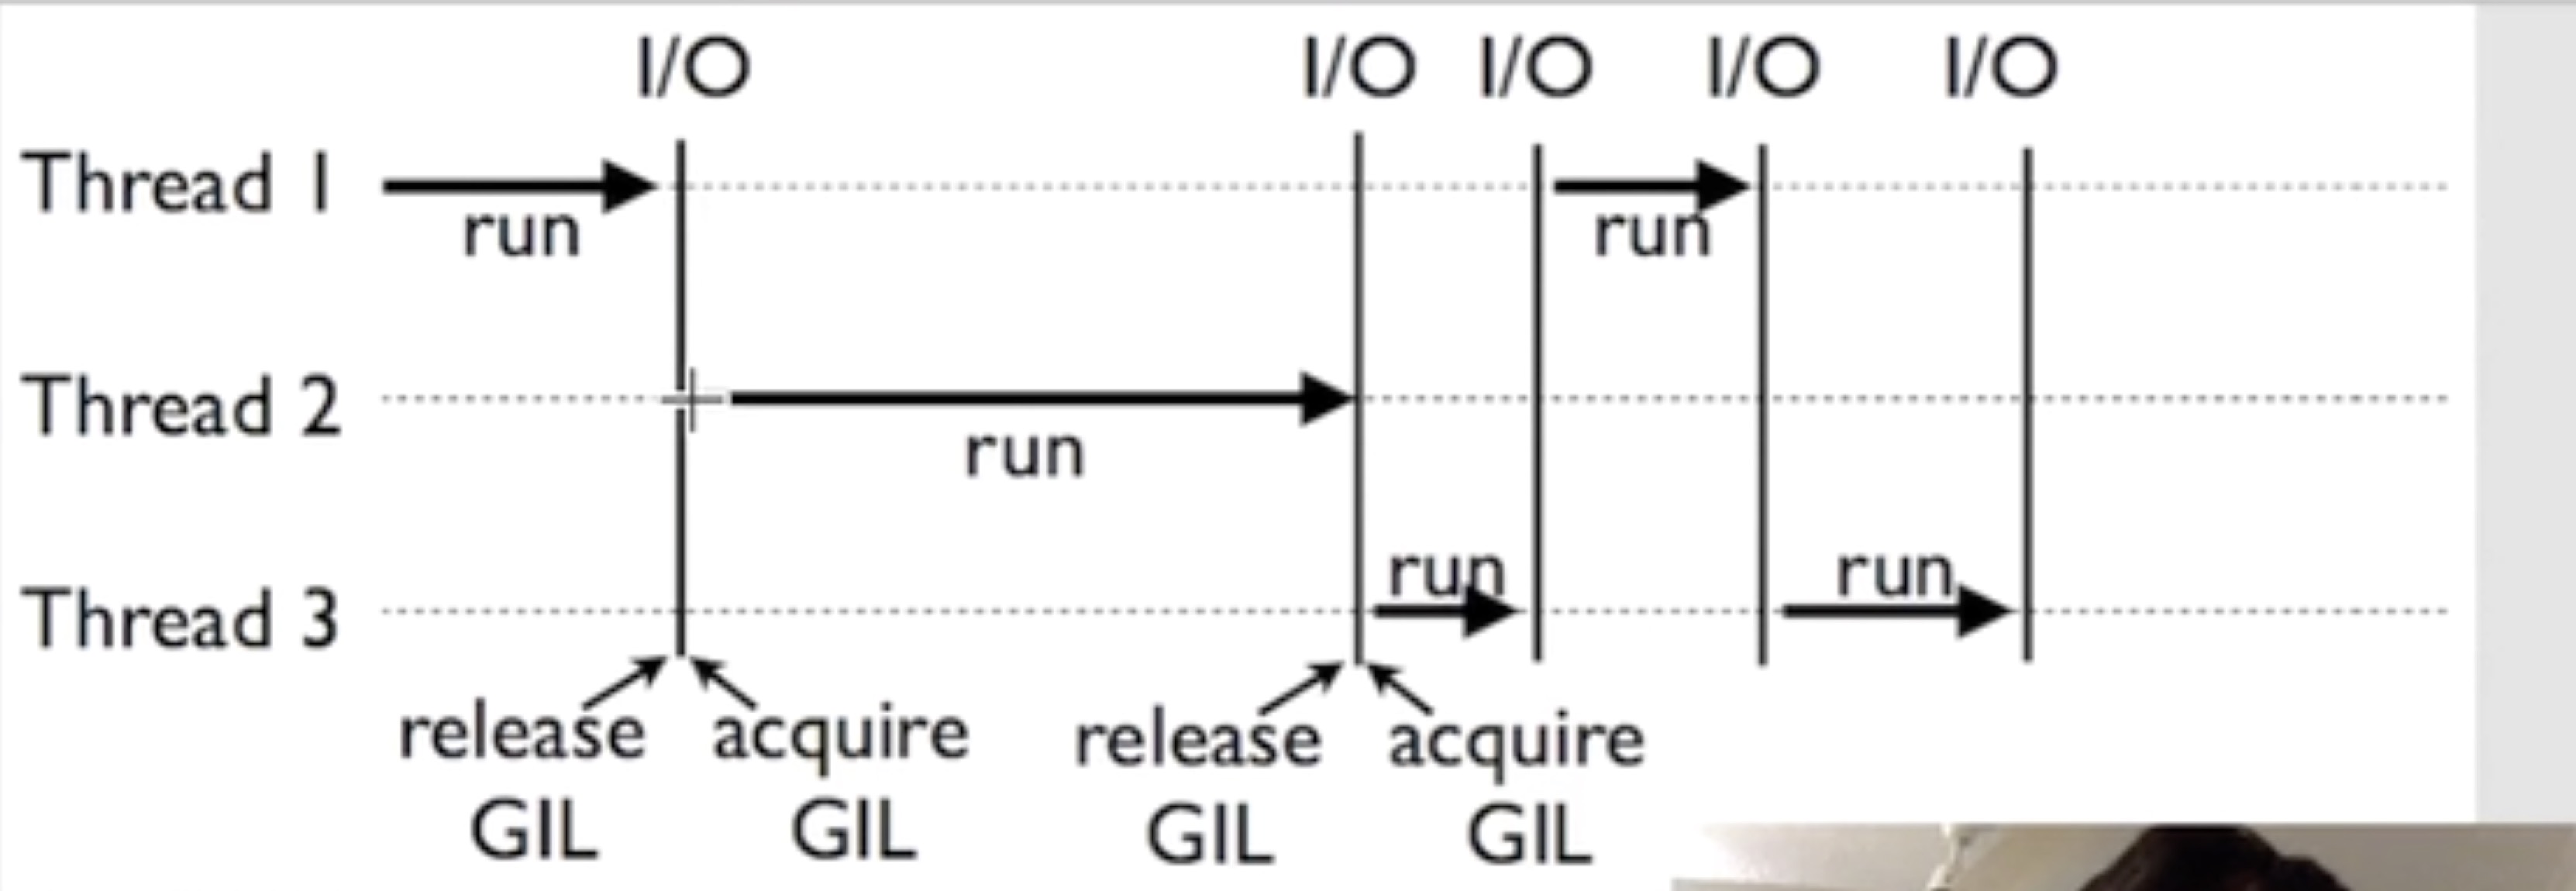 I/O I/O I/O I/O I/O
Thread 1
run run
Thread 2
run
run run
Thread 3
release acquire release acquire
GIL GIL GIL GIL